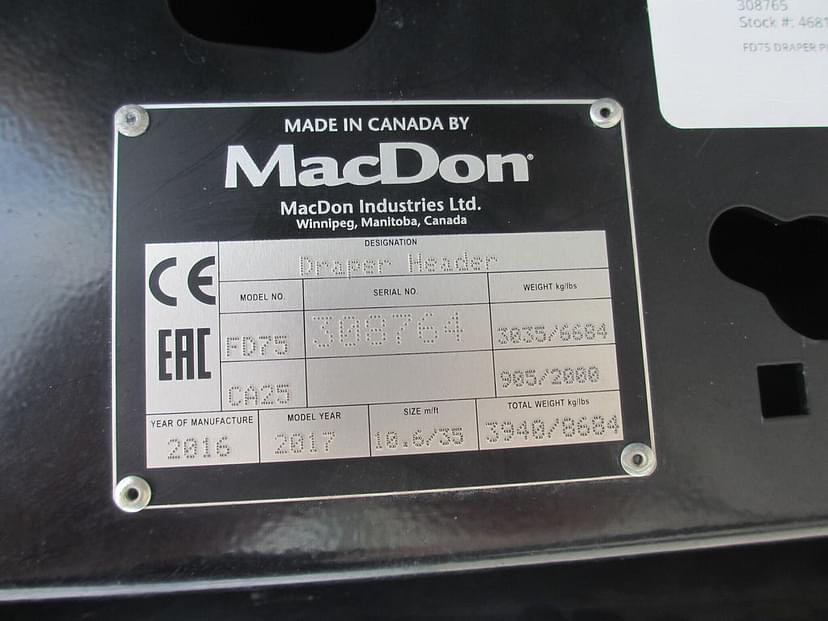 308765
Stock #: 4681
FD75 DRAPER
MADE IN CANADA BY
MacDon®
MacDon Industries Ltd.
Winnipeg, Manitoba, Canada
CE
EAC
DESIGNATION
Draper Header
MODEL NO. SERIAL NO. WEIGHT kg/lbs
FD75 308764 3035/6684
CA25 905/2000
YEAR OF MANUFACTURE MODEL YEAR SIZE m/ft TOTAL WEIGHT kg/lbs
2016 2017 10.6/35 3940/8684